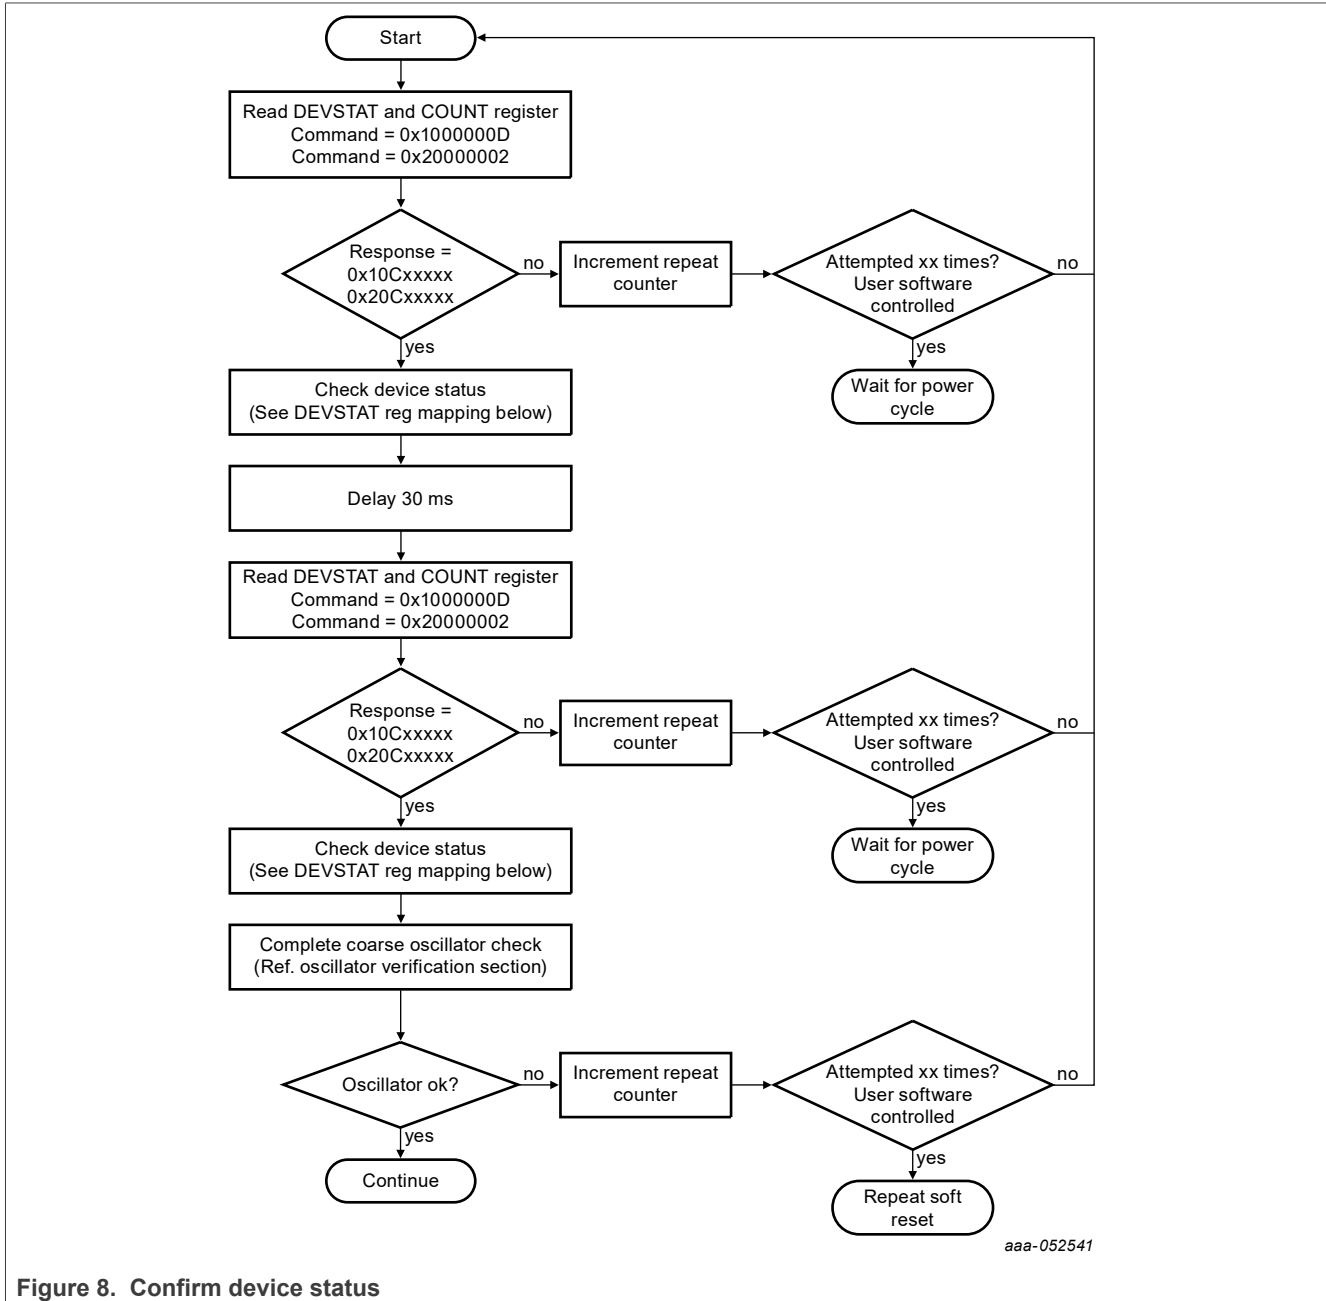 Start
Read DEVSTAT and COUNT register
Command = 0x1000000D
Command = 0x20000002
Response =
0x10Cxxxxx
0x20Cxxxxx
no
Increment repeat
counter
Attempted xx times?
User software
controlled
no
yes
yes
Check device status
(See DEVSTAT reg mapping below)
Wait for power
cycle
Delay 30 ms
Read DEVSTAT and COUNT register
Command = 0x1000000D
Command = 0x20000002
Response =
0x10Cxxxxx
0x20Cxxxxx
no
Increment repeat
counter
Attempted xx times?
User software
controlled
no
yes
yes
Check device status
(See DEVSTAT reg mapping below)
Wait for power
cycle
Complete coarse oscillator check
(Ref. oscillator verification section)
Oscillator ok?
no
Increment repeat
counter
Attempted xx times?
User software
controlled
no
yes
yes
Continue
Repeat soft
reset
aaa-052541
Figure 8. Confirm device status